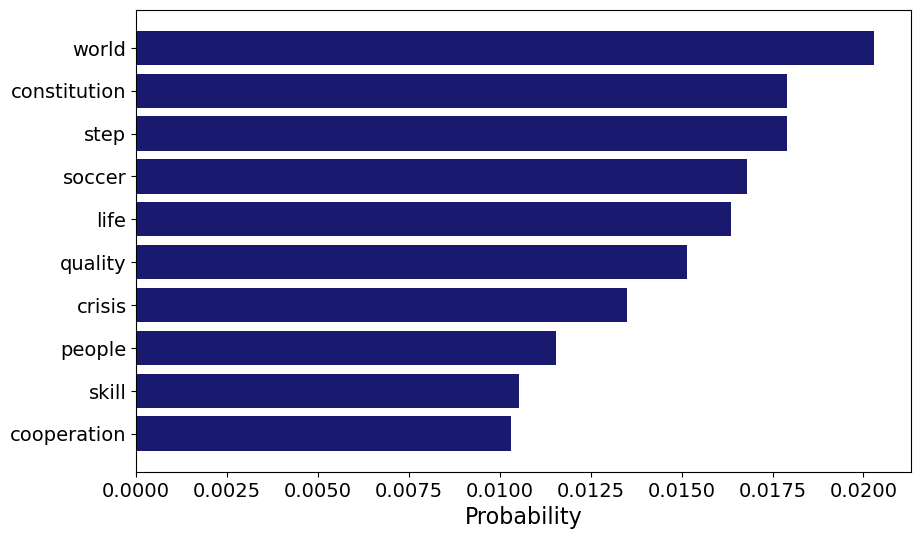 world
constitution
step
soccer
life
quality
crisis
people
skill
cooperation
0.0000 0.0025 0.0050 0.0075 0.0100 0.0125 0.0150 0.0175 0.0200
Probability